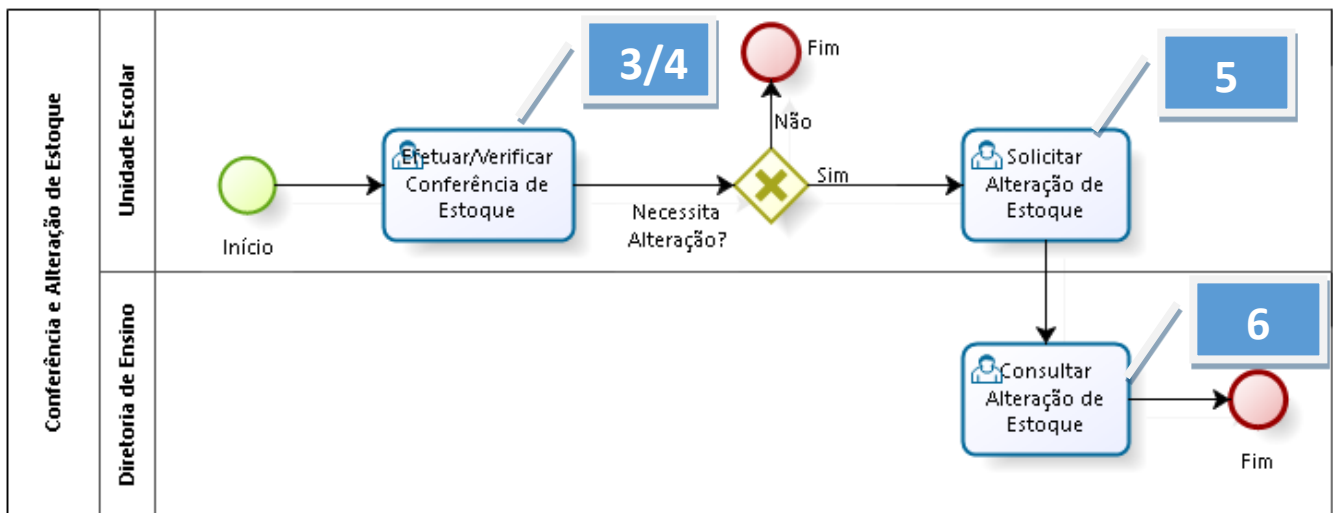 Conferência e Alteração de Estoque
Unidade Escolar
Início
Efetuar/Verificar
Conferência de
Estoque
3/4
Necessita
Alteração?
Não
Fim
Sim
Solicitar
Alteração de
Estoque
5
Diretoria de Ensino
Consultar
Alteração de
Estoque
6
Fim